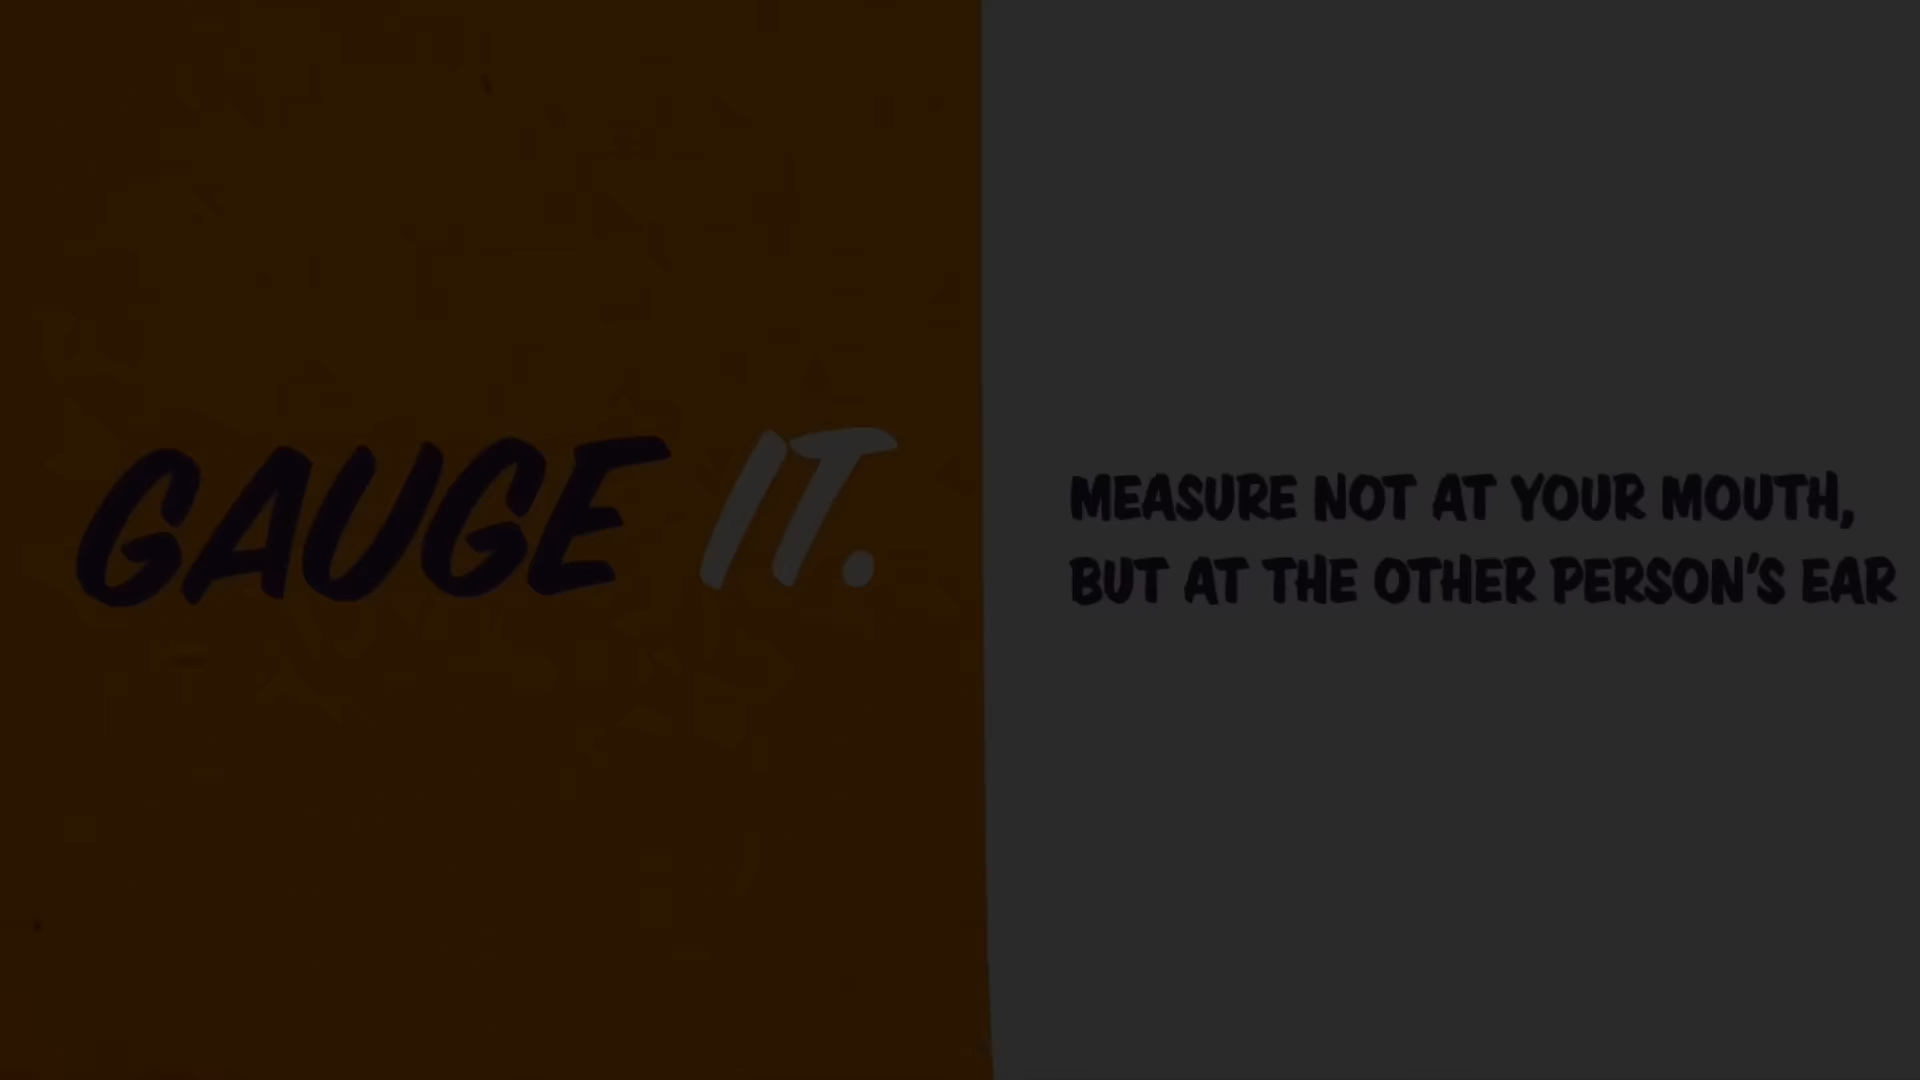 GAUGE IT.
MEASURE NOT AT YOUR MOUTH,
BUT AT THE OTHER PERSON'S EAR